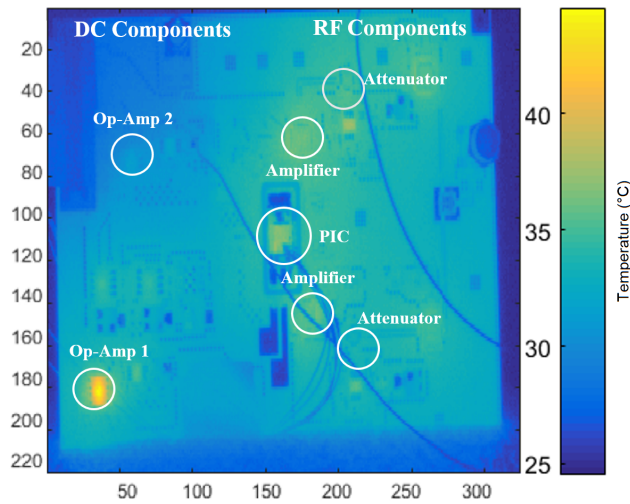 DC Components
RF Components
Attenuator
Op-Amp 2
Amplifier
PIC
Amplifier
Attenuator
Op-Amp 1
20
40
60
80
100
120
140
160
180
200
220
50
100
150
200
250
300
40
35
30
25
Temperature (°C)